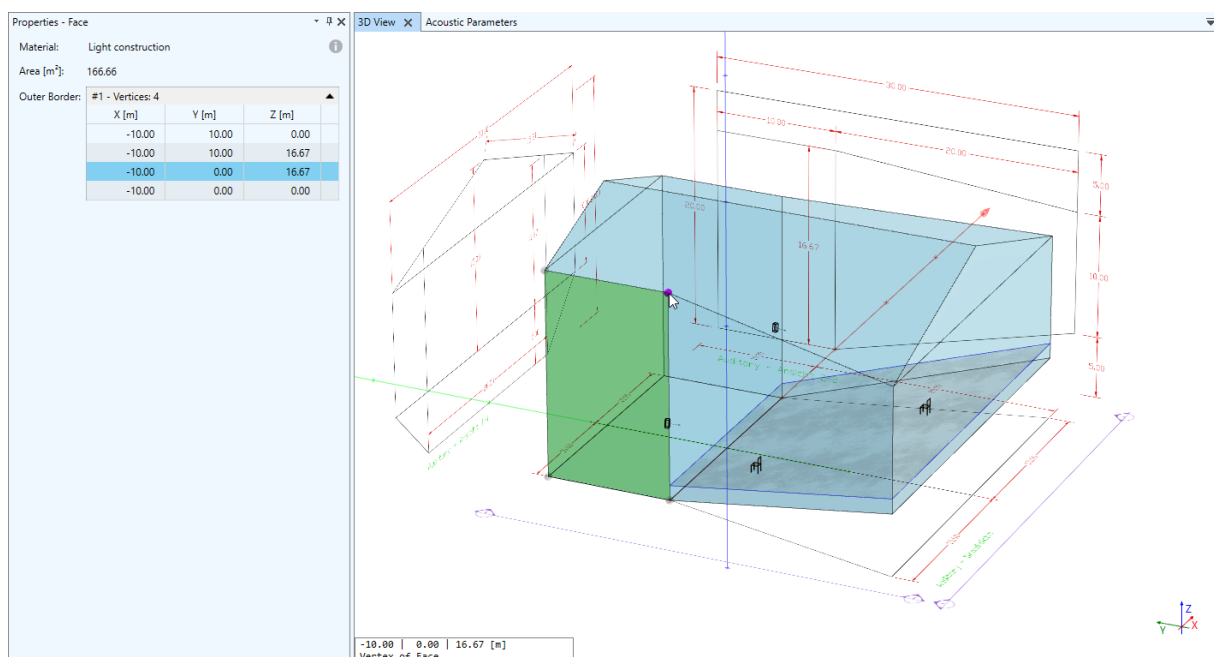 Properties - Face
3D View
Acoustic Parameters
Material: Light construction
Area [m²]: 166.66
Outer Border: #1 - Vertices: 4
X [m] Y [m] Z [m]
-10.00 10.00 0.00
-10.00 10.00 16.67
-10.00 0.00 16.67
-10.00 0.00 0.00
30.00
10.00
20.00
5.00
20.00
16.67
10.00
5.00
Z
Y
X
-10.00 | 0.00 | 16.67 [m]
Vertex of Face